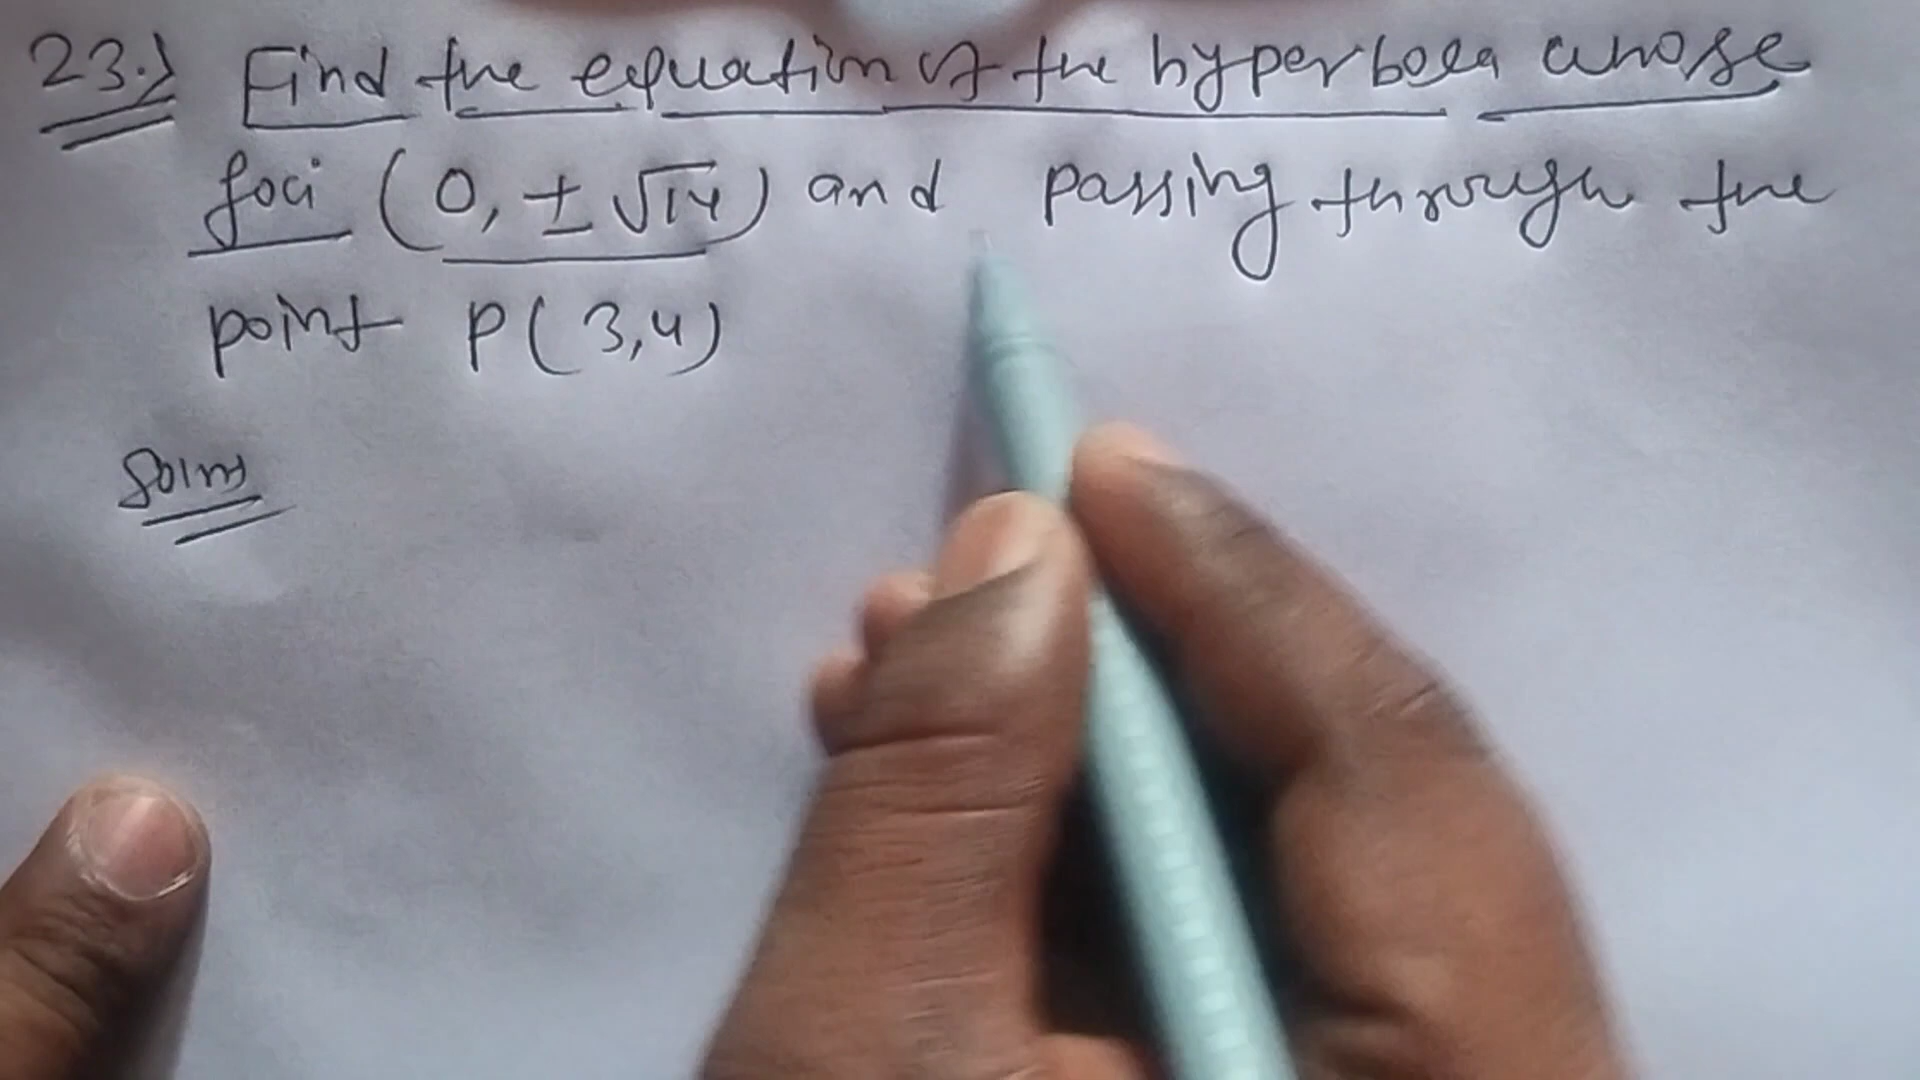 23.) Find the equation of the hyperbola whose
foci (0, ± √14) and passing through the
point P(3,4)
Soln